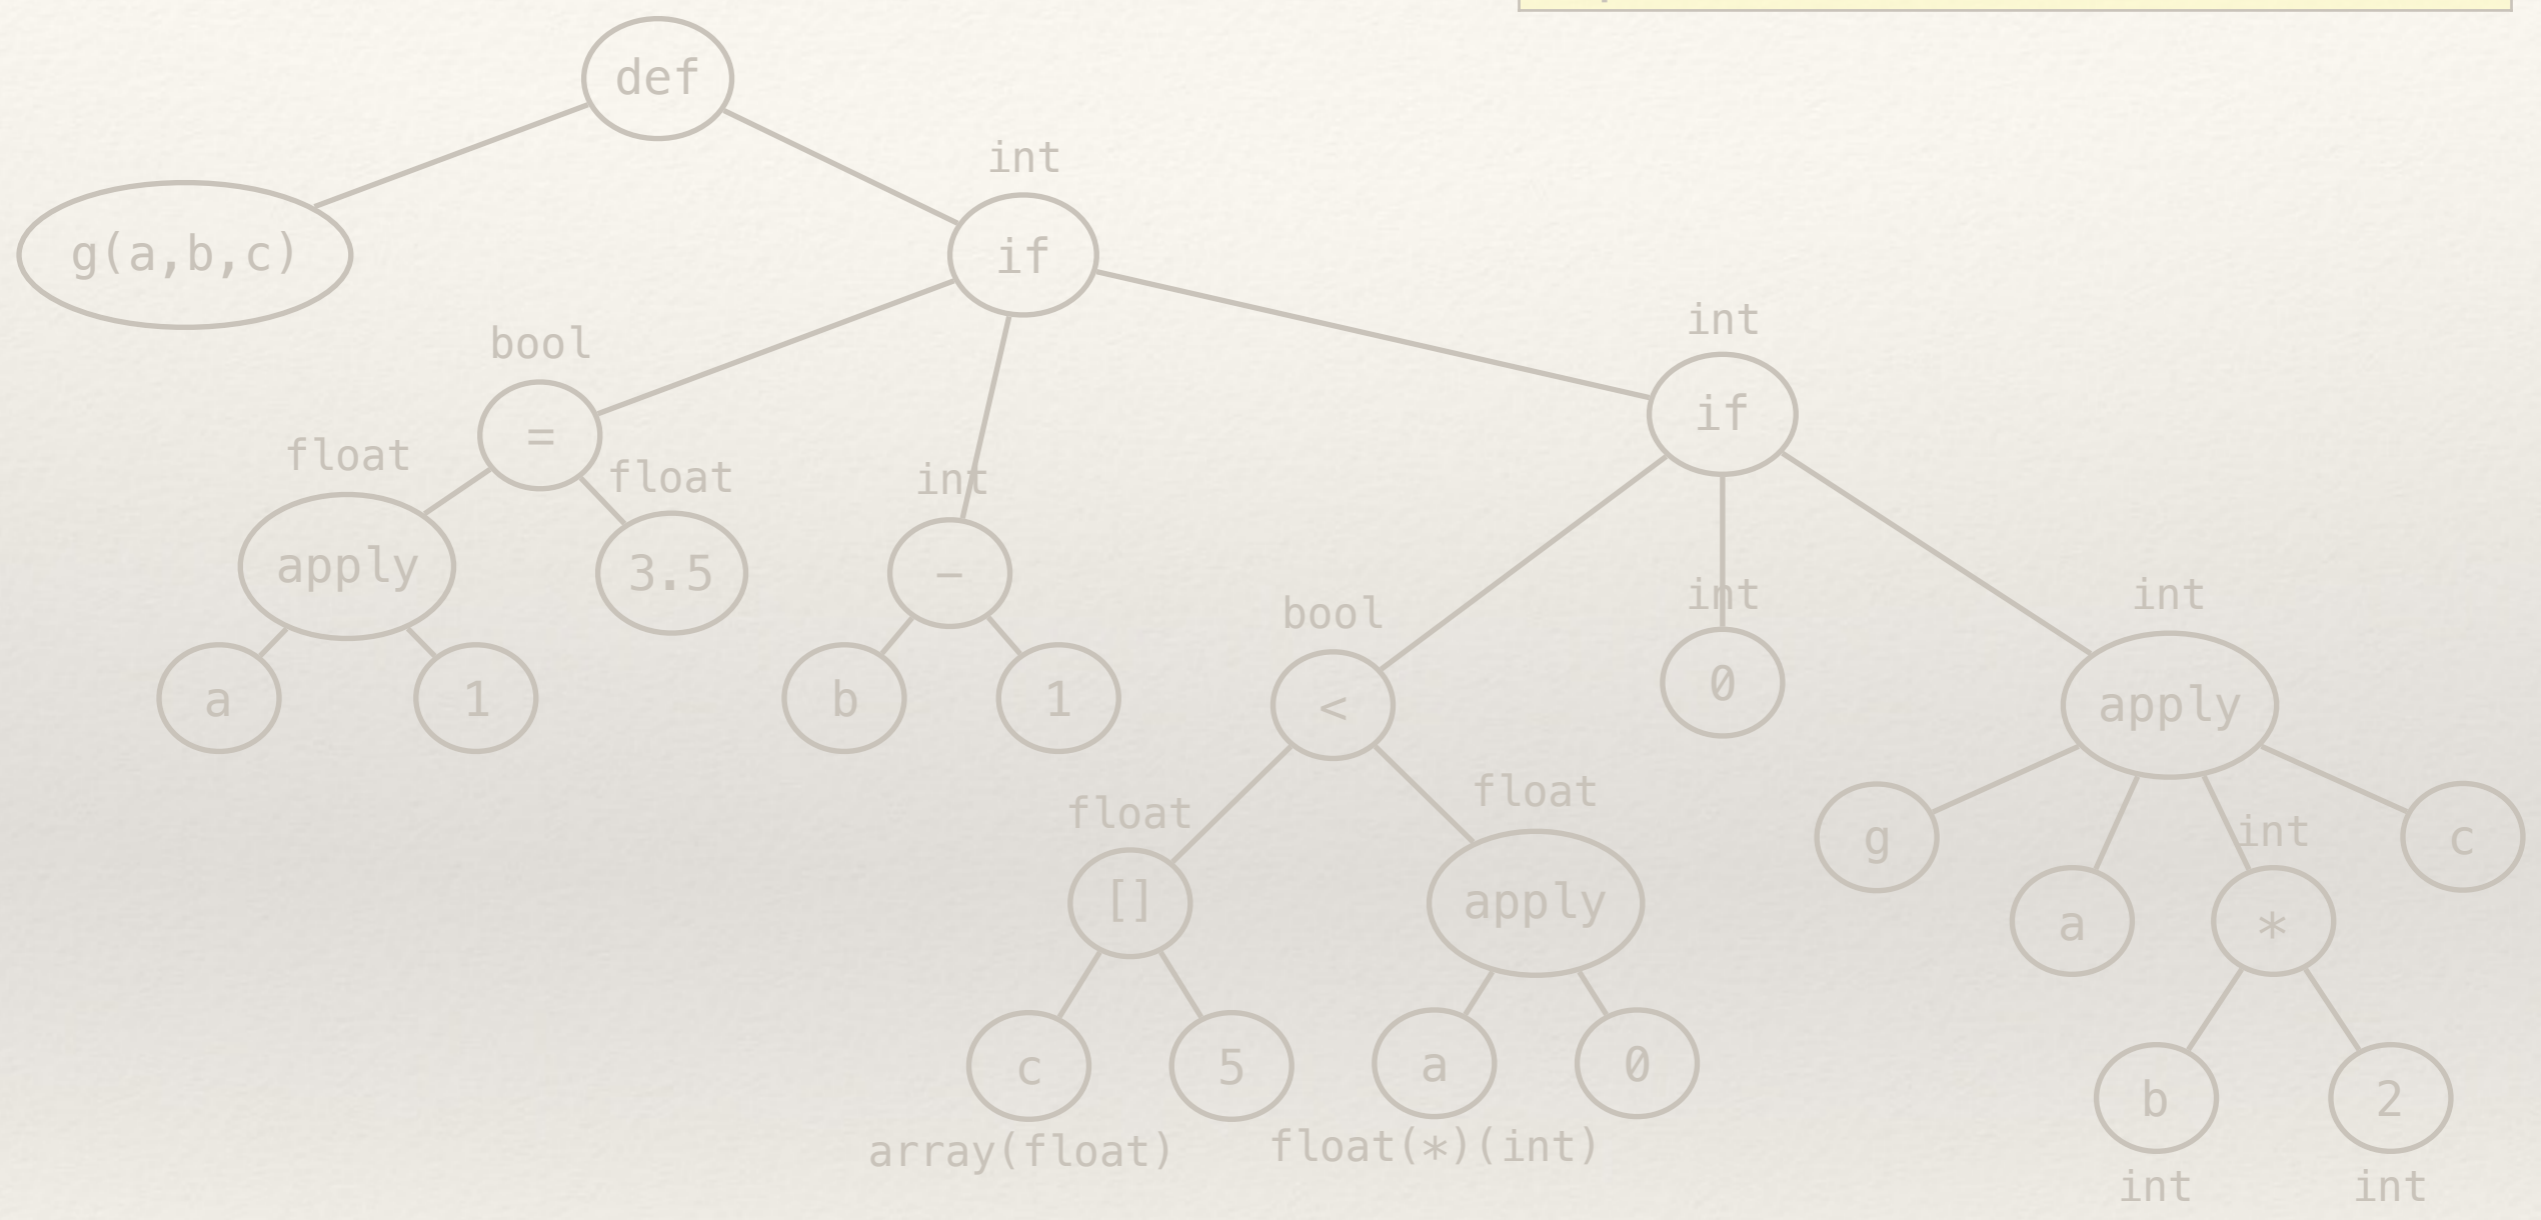 def
int
g(a,b,c)
if
int
bool
if
=
float
float
int
apply
3.5
-
int
int
bool
a
1
b
1
<
0
apply
float
float
int
g
c
[]
apply
a
*
c
5
a
0
b
2
array(float)
float(*)(int)
int
int